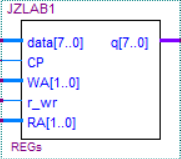 JZLAB1
data[7..0] q[7..0]
CP
WA[1..0]
r_wr
RA[1..0]
REGs